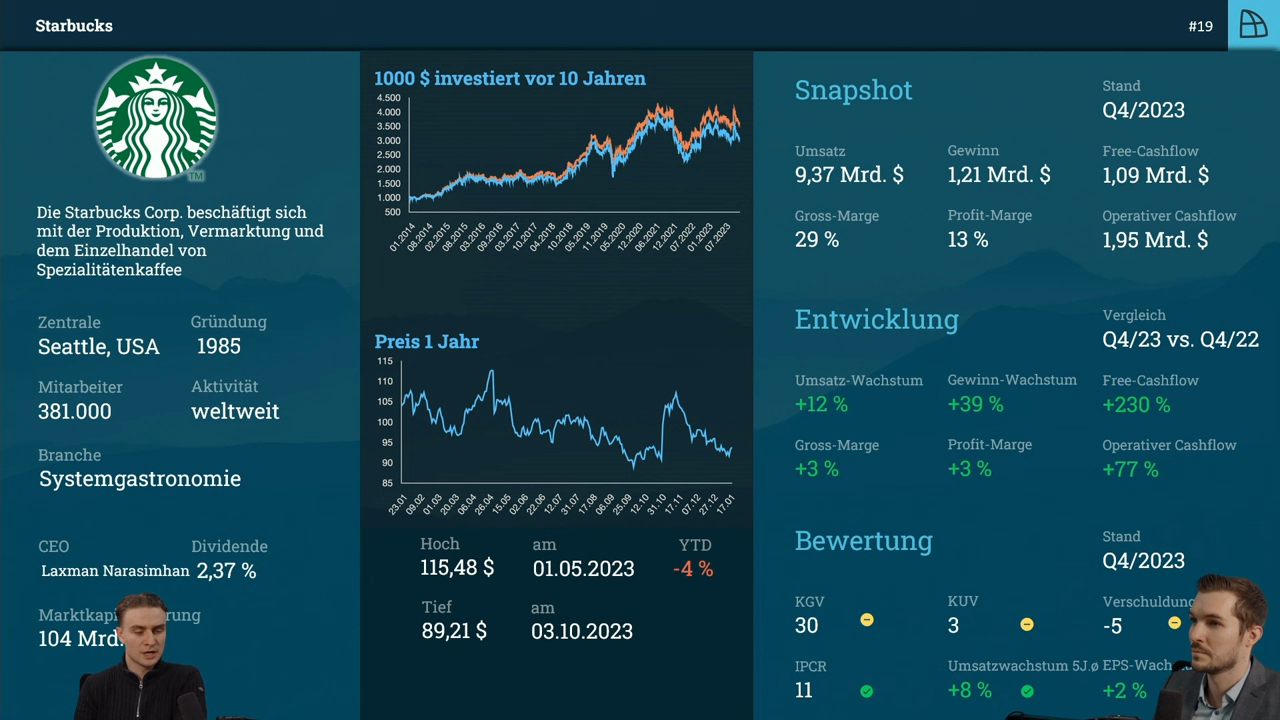 Starbucks
#19
TM
Die Starbucks Corp. beschäftigt sich
mit der Produktion, Vermarktung und
dem Einzelhandel von
Spezialitätenkaffee
Zentrale
Gründung
Seattle, USA
1985
Mitarbeiter
Aktivität
381.000
weltweit
Branche
Systemgastronomie
CEO
Dividende
Laxman Narasimhan
2,37 %
104 Mrd.
1000 $ investiert vor 10 Jahren
4.500
4.000
3.500
3.000
2.500
2.000
1.500
1.000
500
01.2014
08.2014
02.2015
08.2015
03.2016
09.2016
03.2017
10.2017
04.2018
10.2018
05.2019
11.2019
05.2020
12.2020
06.2021
12.2021
07.2022
01.2023
07.2023
Preis 1 Jahr
115
110
105
100
95
90
85
23.01
09.02
01.03
20.03
06.04
26.04
15.05
02.06
22.06
12.07
31.07
17.08
06.09
25.09
12.10
31.10
17.11
07.12
27.12
17.01
Hoch
am
YTD
115,48 $
01.05.2023
-4 %
Tief
am
89,21 $
03.10.2023
Snapshot
Stand
Q4/2023
Umsatz
Gewinn
Free-Cashflow
9,37 Mrd. $
1,21 Mrd. $
1,09 Mrd. $
Gross-Marge
Profit-Marge
Operativer Cashflow
29 %
13 %
1,95 Mrd. $
Entwicklung
Vergleich
Q4/23 vs. Q4/22
Umsatz-Wachstum
Gewinn-Wachstum
Free-Cashflow
+12 %
+39 %
+230 %
Gross-Marge
Profit-Marge
Operativer Cashflow
+3 %
+3 %
+77 %
Bewertung
Stand
Q4/2023
KGV
KUV
Verschuldung
30
3
-5
IPCR
Umsatzwachstum 5J.ø
11
+8 %
+2 %